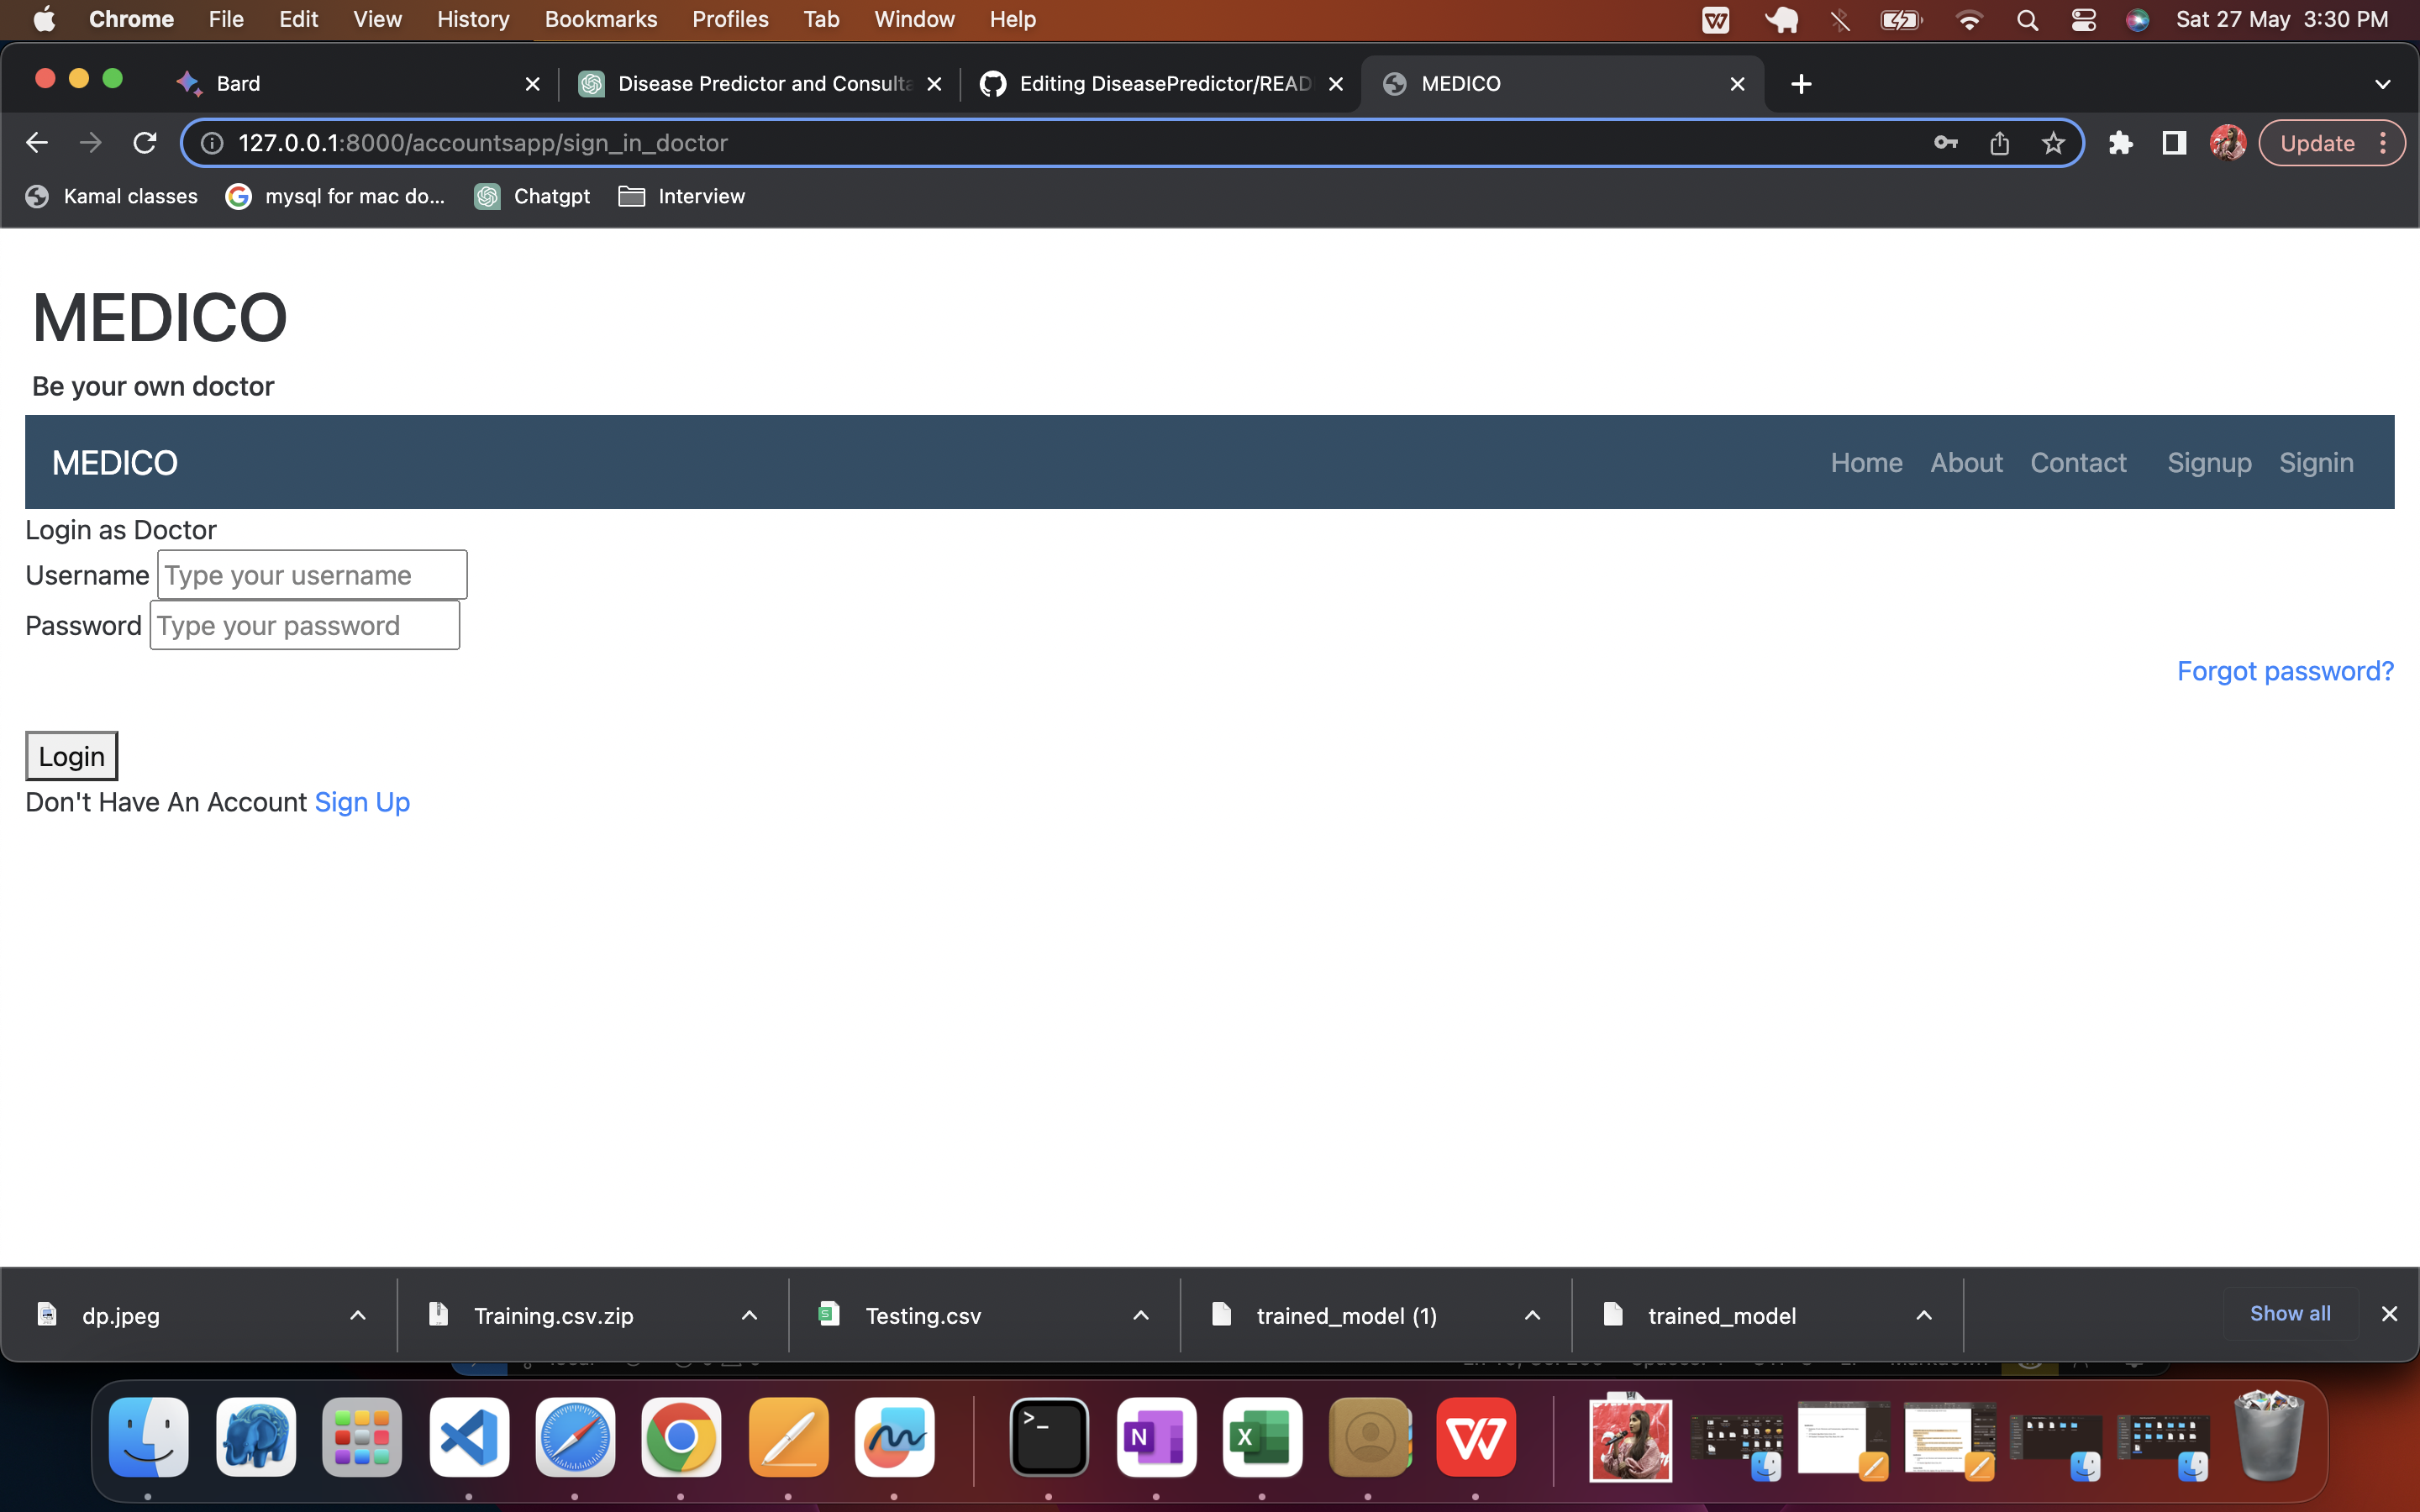 Chrome File Edit View History Bookmarks Profiles Tab Window Help Sat 27 May 3:30 PM
Bard Disease Predictor and Consulta Editing DiseasePredictor/READ MEDICO
127.0.0.1:8000/accountsapp/sign_in_doctor Update
Kamal classes mysql for mac do... Chatgpt Interview
MEDICO
Be your own doctor
MEDICO Home About Contact Signup Signin
Login as Doctor
Username Type your username
Password Type your password
Forgot password?
Login
Don't Have An Account Sign Up
dp.jpeg Training.csv.zip Testing.csv trained_model (1) trained_model Show all